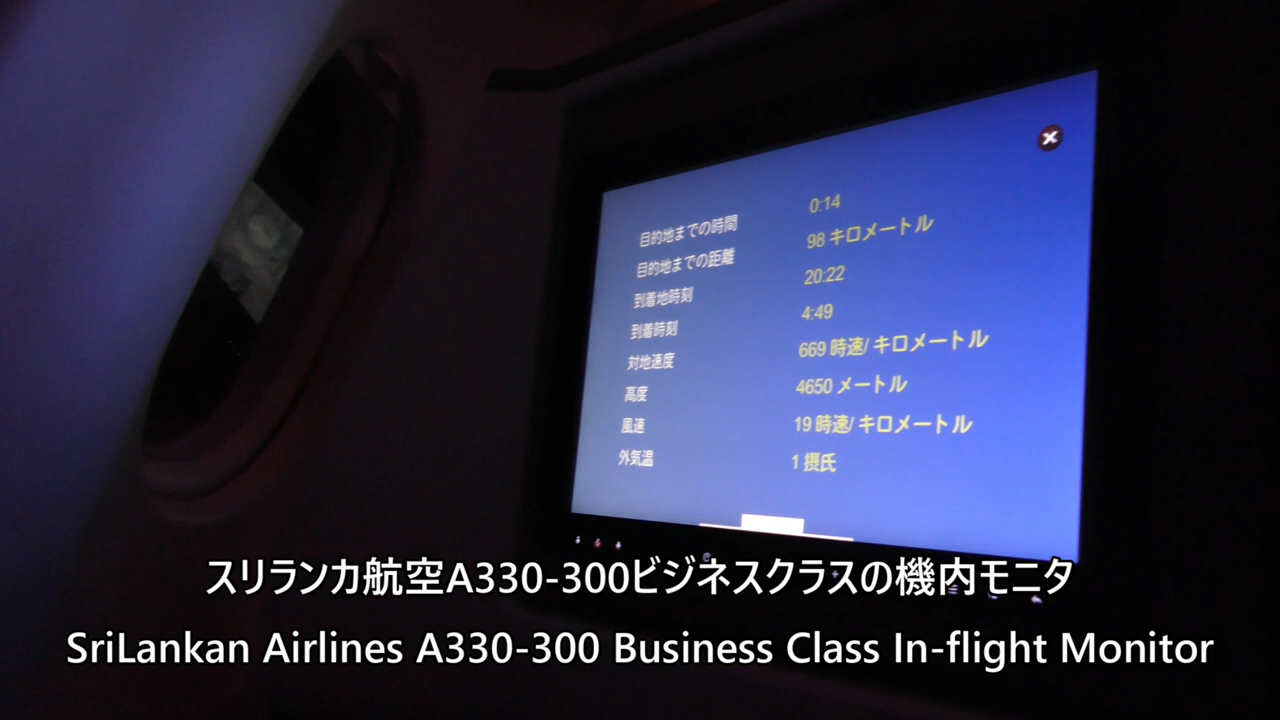 目的地までの時間 0:14
目的地までの距離 98 キロメートル
到着地時刻 20:22
到着時刻 4:49
対地速度 669 時速/キロメートル
高度 4650 メートル
風速 19 時速/キロメートル
外気温 1 摂氏
スリランカ航空A330-300ビジネスクラスの機内モニタ
SriLankan Airlines A330-300 Business Class In-flight Monitor